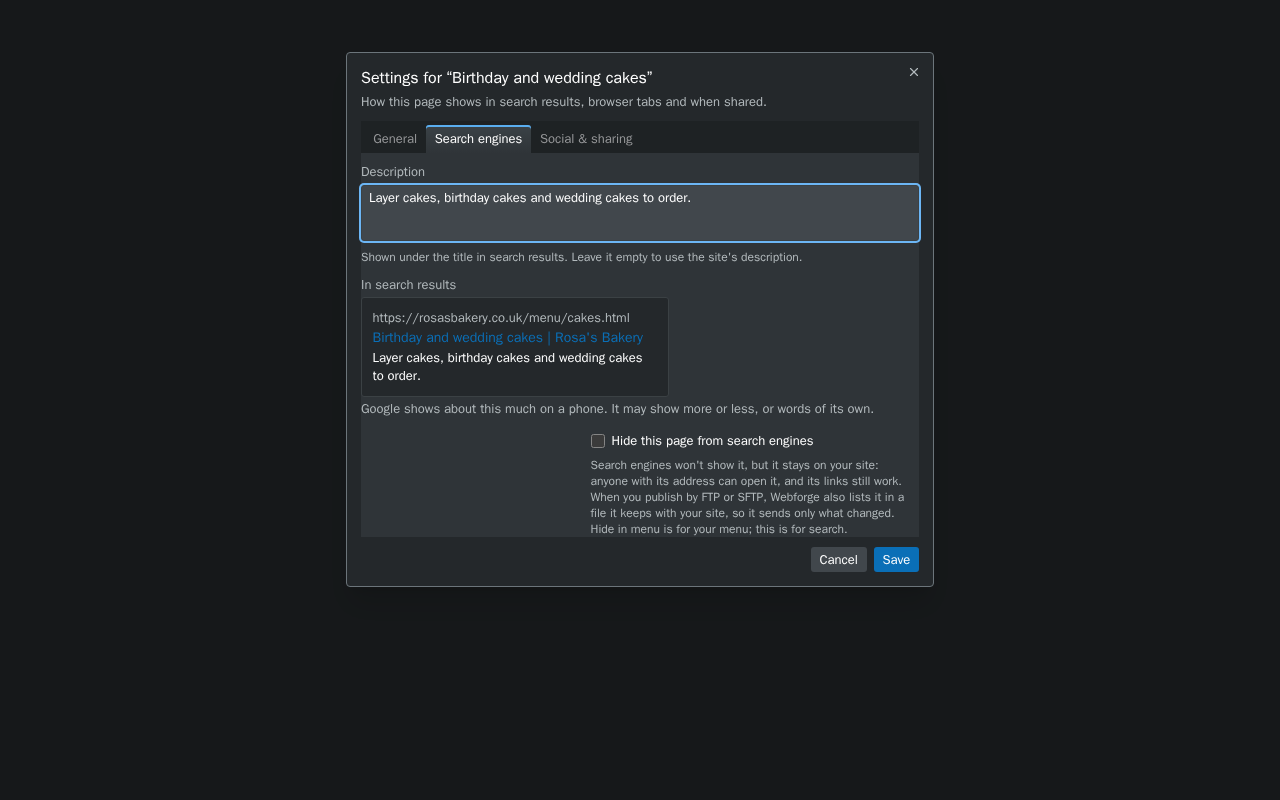 Settings for “Birthday and wedding cakes”
How this page shows in search results, browser tabs and when shared.
General
Search engines
Social & sharing
Description
Layer cakes, birthday cakes and wedding cakes to order.
Shown under the title in search results. Leave it empty to use the site's description.
In search results
https://rosasbakery.co.uk/menu/cakes.html
Birthday and wedding cakes | Rosa's Bakery
Layer cakes, birthday cakes and wedding cakes
to order.
Google shows about this much on a phone. It may show more or less, or words of its own.
Hide this page from search engines
Search engines won't show it, but it stays on your site:
anyone with its address can open it, and its links still work.
When you publish by FTP or SFTP, Webforge also lists it in a
file it keeps with your site, so it sends only what changed.
Hide in menu is for your menu; this is for search.
Cancel
Save